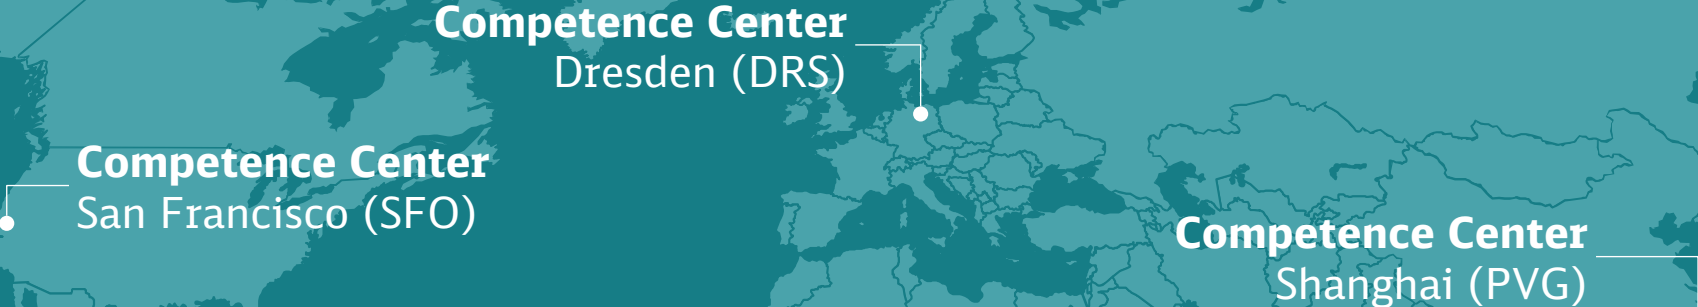 Competence Center
Dresden (DRS)
Competence Center
San Francisco (SFO)
Competence Center
Shanghai (PVG)